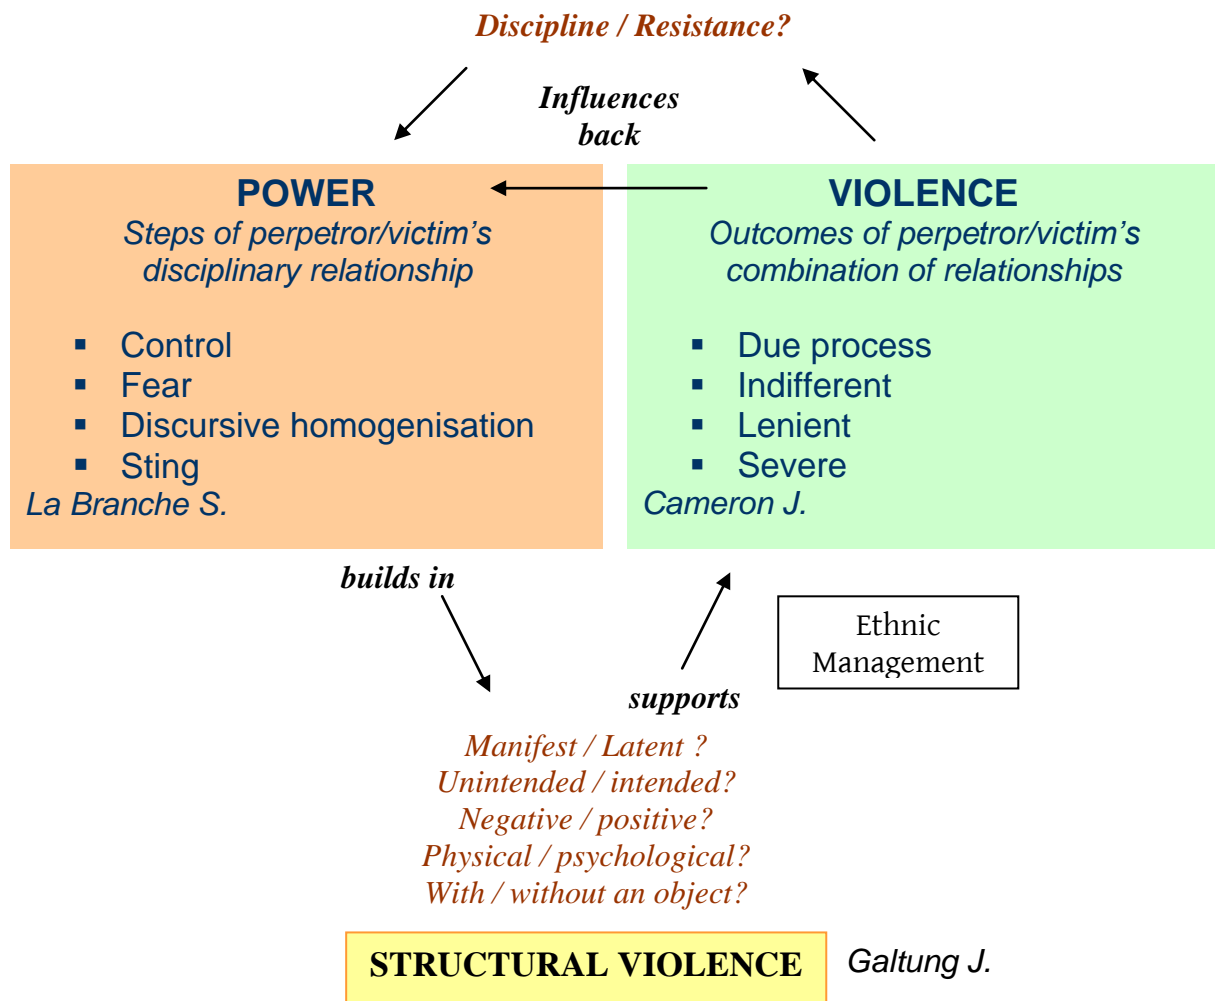 Discipline / Resistance?
Influences
back
POWER
Steps of perpetror/victim's
disciplinary relationship
▪ Control
▪ Fear
▪ Discursive homogenisation
▪ Sting
La Branche S.
VIOLENCE
Outcomes of perpetror/victim's
combination of relationships
▪ Due process
▪ Indifferent
▪ Lenient
▪ Severe
Cameron J.
builds in
Ethnic
Management
supports
Manifest / Latent ?
Unintended / intended?
Negative / positive?
Physical / psychological?
With / without an object?
STRUCTURAL VIOLENCE
Galtung J.